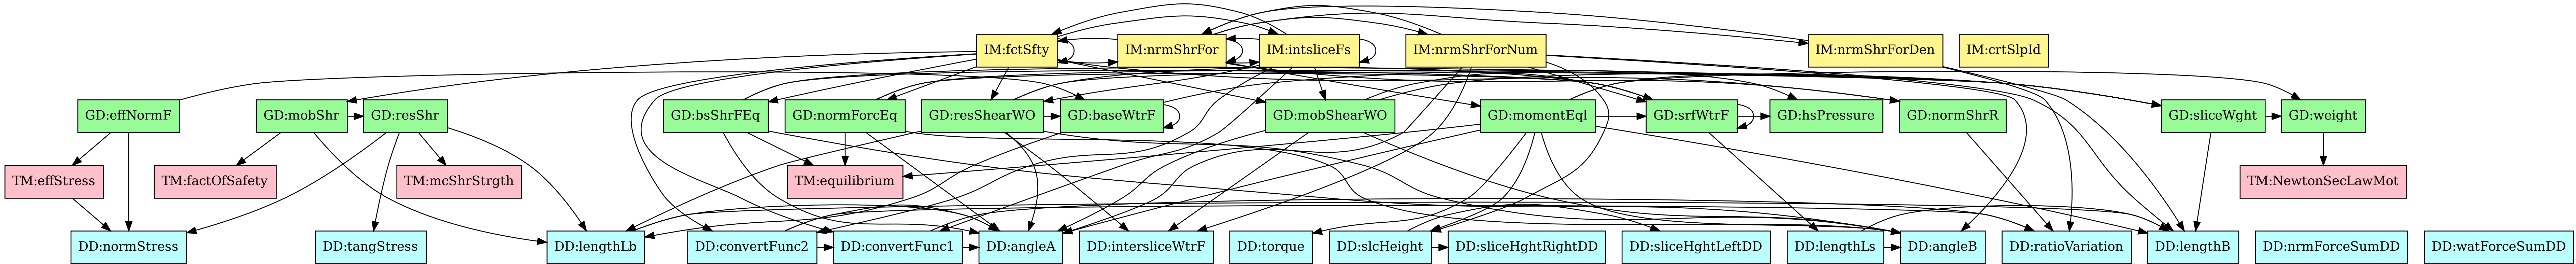 IM:fctSfty
IM:nrmShrFor
IM:intsliceFs
IM:nrmShrForNum
IM:nrmShrForDen
IM:crtSlpId
GD:effNormF
GD:mobShr
GD:resShr
GD:bsShrFEq
GD:normForcEq
GD:resShearWO
GD:baseWtrF
GD:mobShearWO
GD:momentEql
GD:srfWtrF
GD:hsPressure
GD:normShrR
GD:sliceWght
GD:weight
TM:effStress
TM:factOfSafety
TM:mcShrStrgth
TM:equilibrium
TM:NewtonSecLawMot
DD:normStress
DD:tangStress
DD:lengthLb
DD:convertFunc2
DD:convertFunc1
DD:angleA
DD:intersliceWtrF
DD:torque
DD:slcHeight
DD:sliceHghtRightDD
DD:sliceHghtLeftDD
DD:lengthLs
DD:angleB
DD:ratioVariation
DD:lengthB
DD:nrmForceSumDD
DD:watForceSumDD